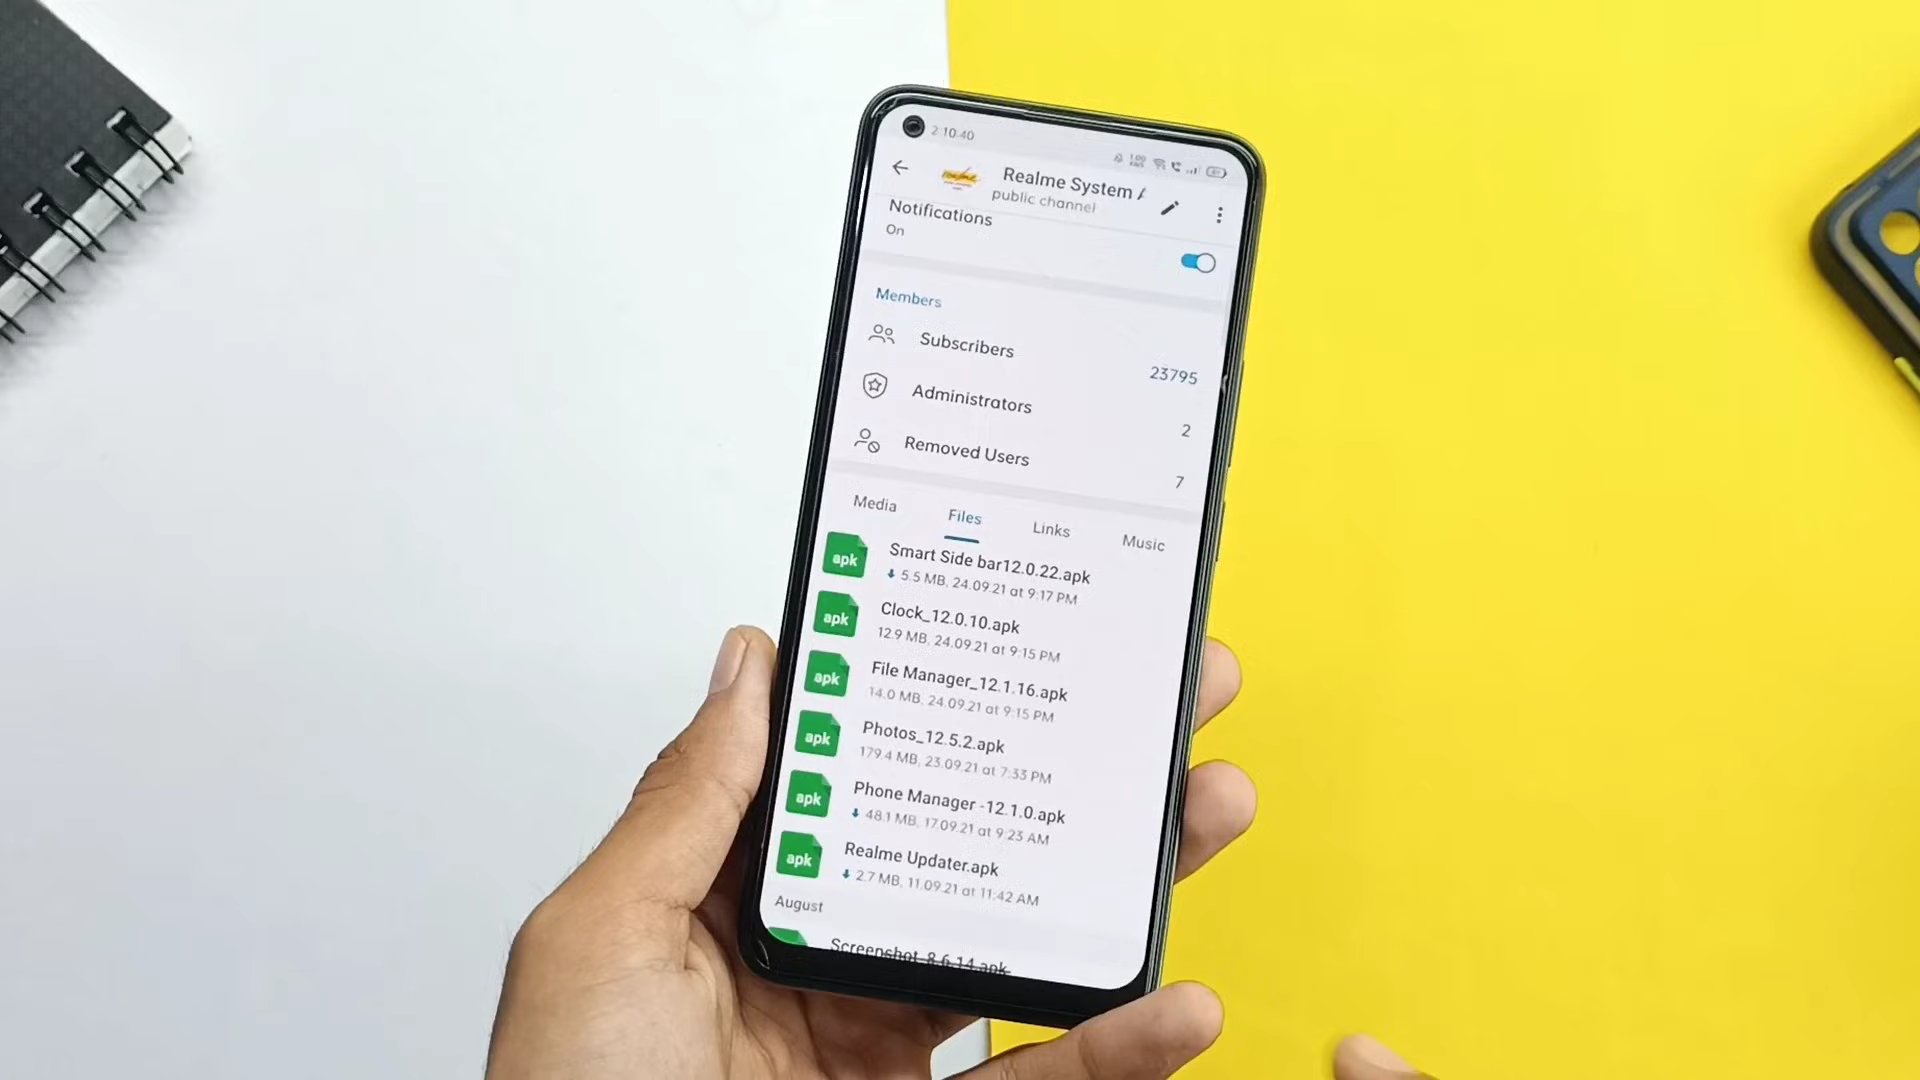 2:10:40
realme
Realme System
public channel
Notifications
On
Members
Subscribers
23795
Administrators
2
Removed Users
7
Media Files Links Music
apk
Smart Side bar12.0.22.apk
5.5 MB, 24.09.21 at 9:17 PM
apk
Clock_12.0.10.apk
12.9 MB, 24.09.21 at 9:15 PM
apk
File Manager_12.1.16.apk
14.0 MB, 24.09.21 at 9:15 PM
apk
Photos_12.5.2.apk
179.4 MB, 23.09.21 at 7:33 PM
apk
Phone Manager -12.1.0.apk
48.1 MB, 17.09.21 at 9:23 AM
apk
Realme Updater.apk
2.7 MB, 11.09.21 at 11:42 AM
August
Screenshot_8.6.14.apk